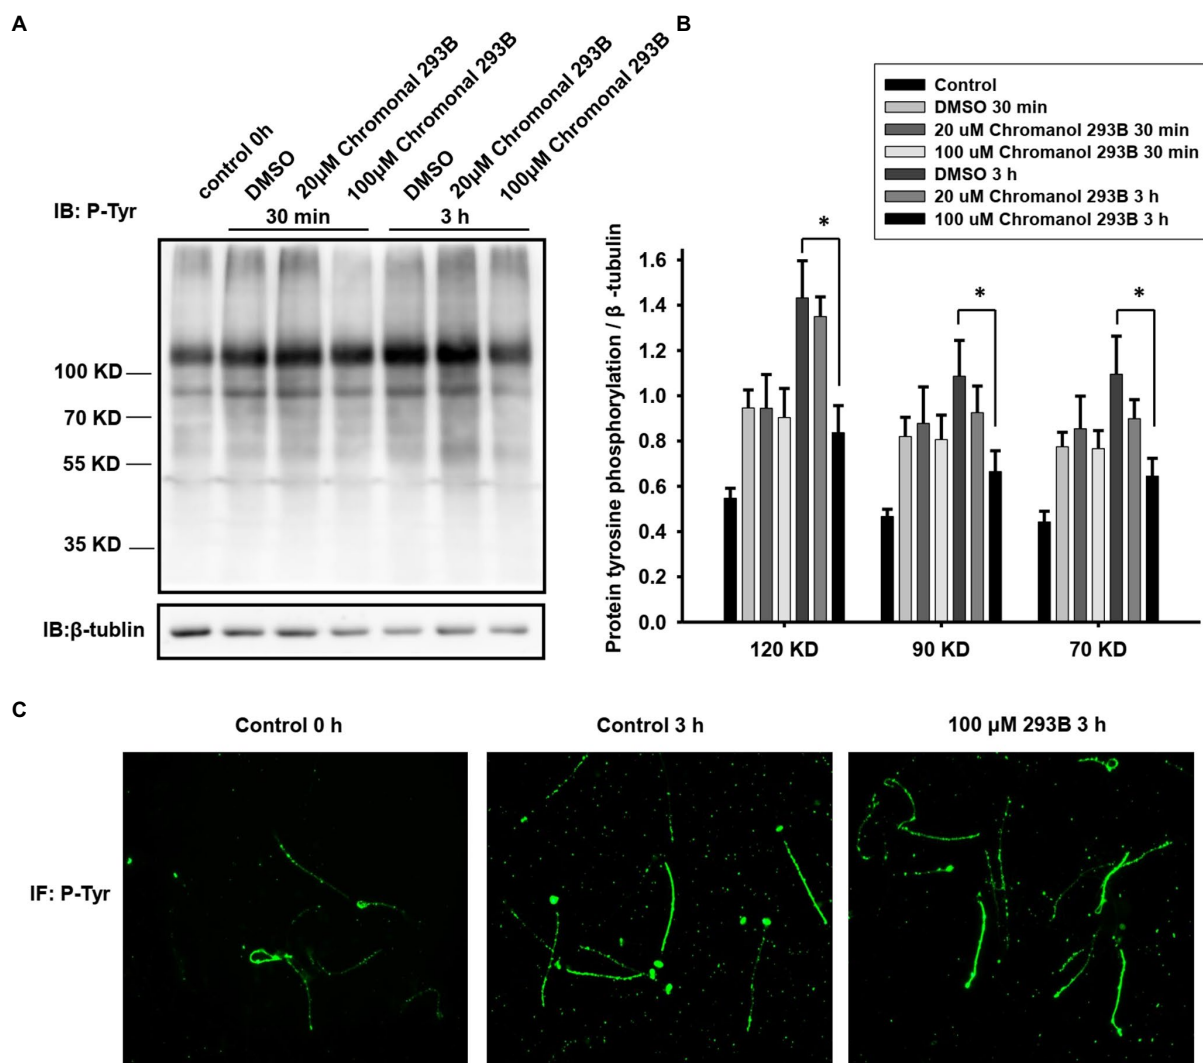 A
control 0h
DMSO
20μM Chromonal 293B
100μM Chromonal 293B
DMSO
20μM Chromonal 293B
100μM Chromonal 293B
IB: P-Tyr
30 min
3 h
100 KD
70 KD
55 KD
35 KD
IB:β-tublin
B
Control
DMSO 30 min
20 uM Chromanol 293B 30 min
100 uM Chromanol 293B 30 min
DMSO 3 h
20 uM Chromanol 293B 3 h
100 uM Chromanol 293B 3 h
Protein tyrosine phosphorylation / β -tubulin
1.6
1.4
1.2
1.0
0.8
0.6
0.4
0.2
0.0
*
*
*
120 KD
90 KD
70 KD
C
Control 0 h
Control 3 h
100 μM 293B 3 h
IF: P-Tyr